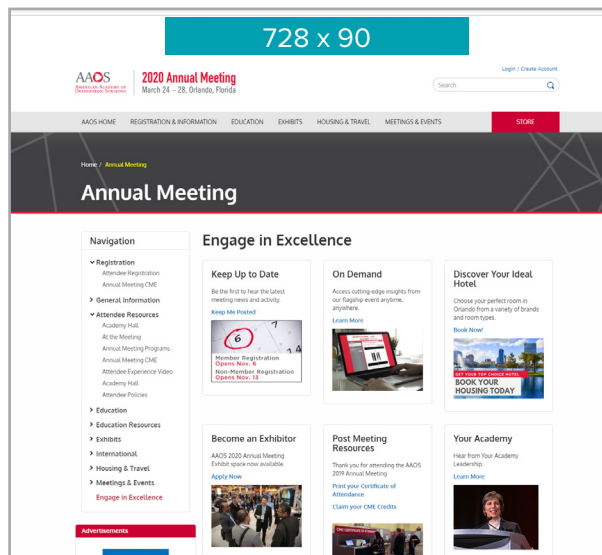 728 x 90
Login / Create Account
AAOS
American Academy of
Orthopaedic Surgeons
2020 Annual Meeting
March 24 – 28, Orlando, Florida
Search
AAOS HOME REGISTRATION & INFORMATION EDUCATION EXHIBITS HOUSING & TRAVEL MEETINGS & EVENTS STORE
Home / Annual Meeting
Annual Meeting
Navigation
Registration
Attendee Registration
Annual Meeting CME
General Information
Attendee Resources
Academy Hall
At the Meeting
Annual Meeting Programs
Annual Meeting CME
Attendee Experience Video
Academy Hall
Attendee Policies
Education
Education Resources
Exhibits
International
Housing & Travel
Meetings & Events
Engage in Excellence
Advertisements
Engage in Excellence
Keep Up to Date
Be the first to hear the latest
meeting news and activity.
Keep Me Posted
6
7
14
Member Registration
Opens Nov. 6
Non-Member Registration
Opens Nov. 13
On Demand
Access cutting-edge insights from
our flagship event anytime,
anywhere.
Learn More
Discover Your Ideal
Hotel
Choose your perfect room in
Orlando from a variety of brands
and room types.
Book Now!
GET YOUR TOP CHOICE HOTEL
BOOK YOUR
HOUSING TODAY
Become an Exhibitor
AAOS 2020 Annual Meeting
Exhibit space now available.
Apply Now
Post Meeting
Resources
Thank you for attending the AAOS
2019 Annual Meeting
Print your Certificate of
Attendance
Claim your CME Credits
Your Academy
Hear from Your Academy
Leadership.
Learn More